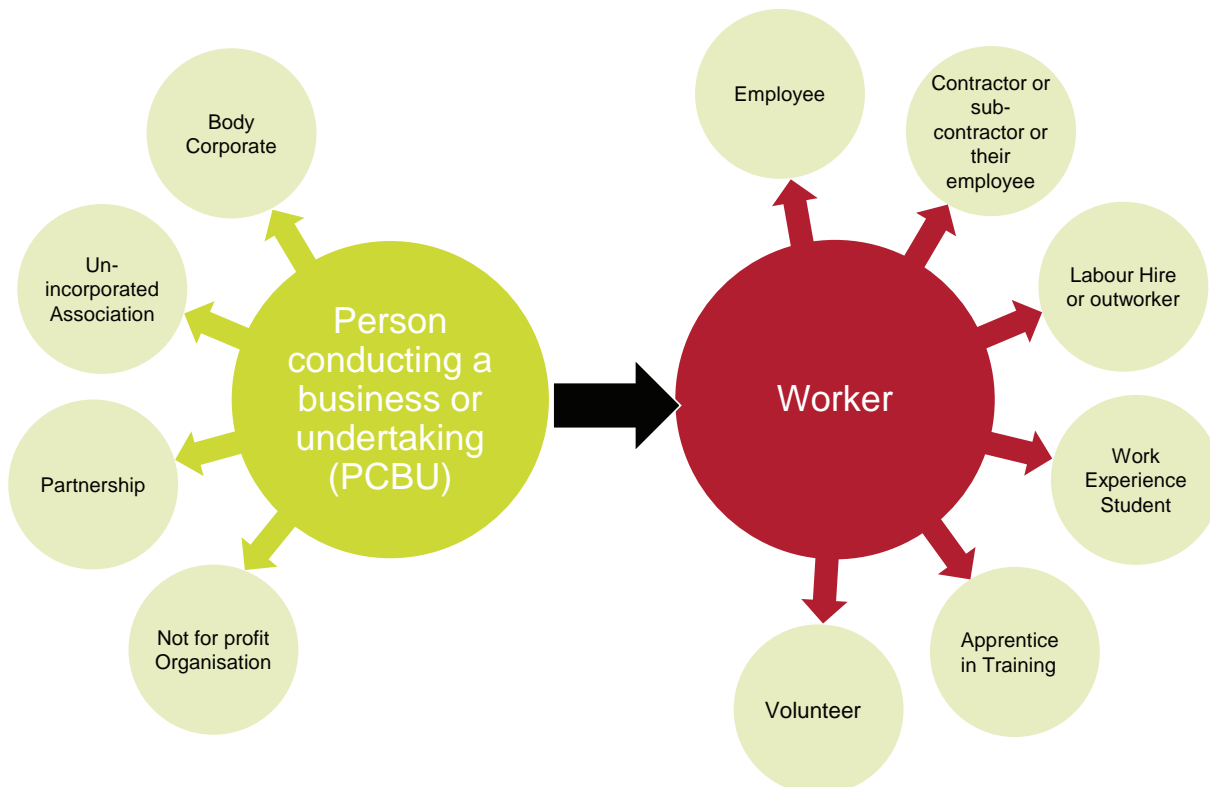 Body
Corporate
Un-
incorporated
Association
Partnership
Not for profit
Organisation
Person
conducting a
business or
undertaking
(PCBU)
Worker
Employee
Contractor or
sub-
contractor or
their
employee
Labour Hire
or outworker
Work
Experience
Student
Apprentice
in Training
Volunteer